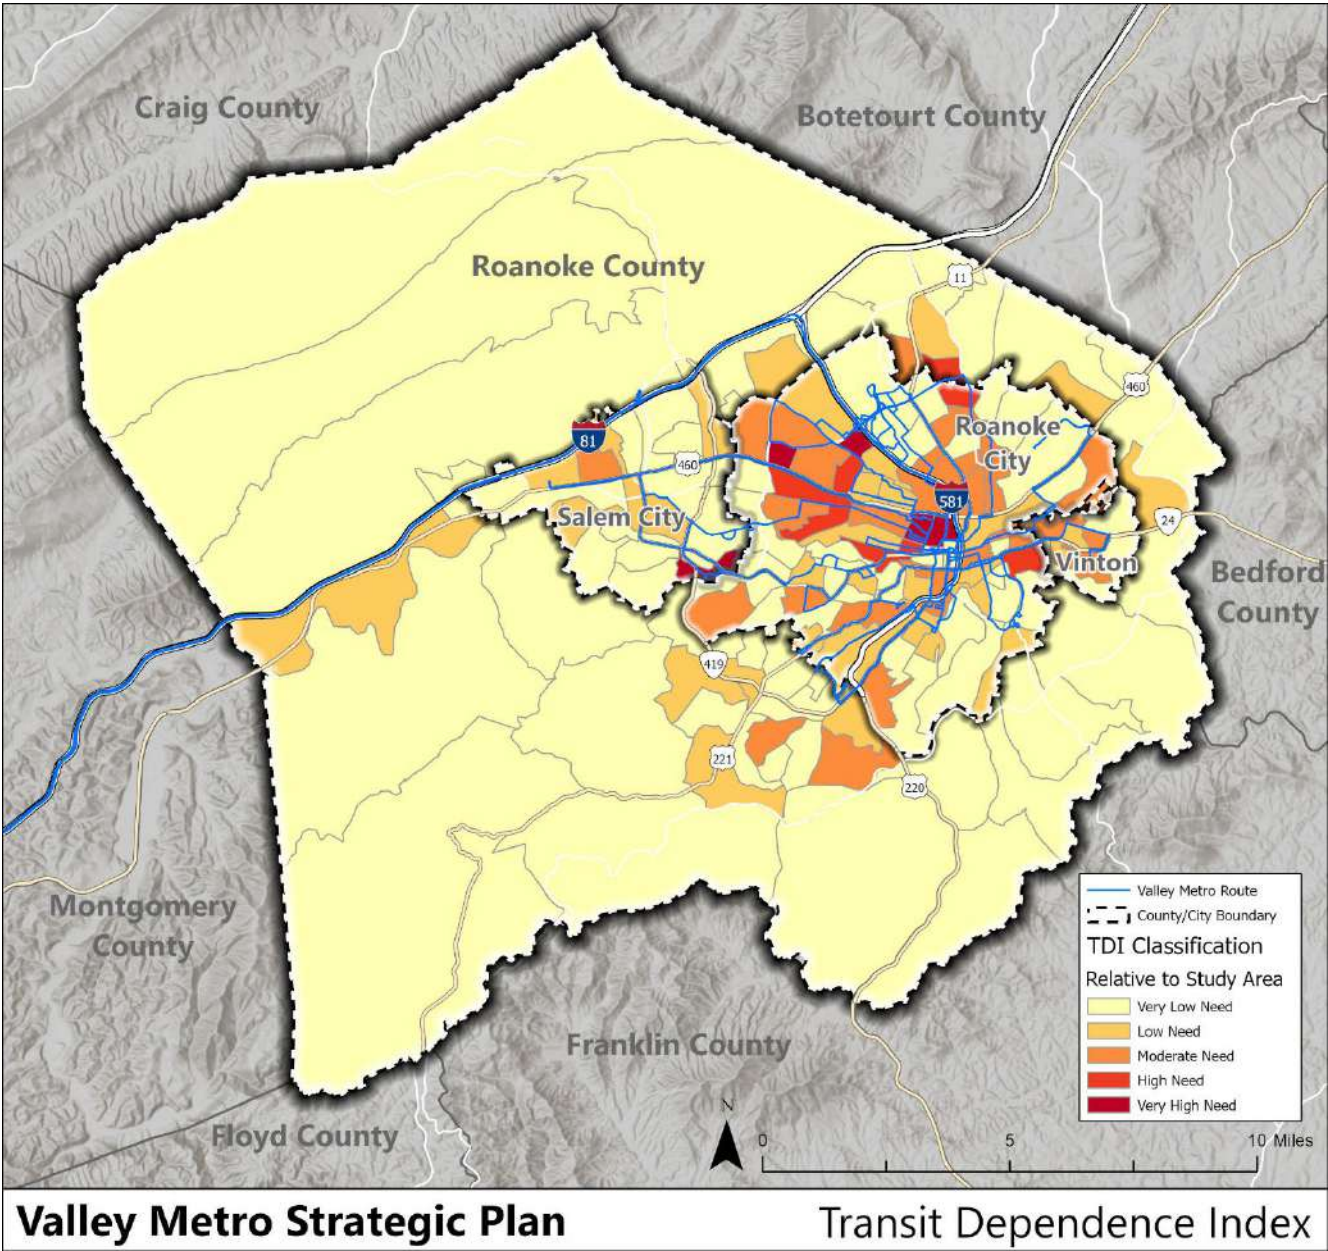 Craig County
Botetourt County
Roanoke County
11
460
Roanoke
City
81
460
581
Salem City
24
Vinton
Bedford
County
419
221
220
Montgomery
County
Franklin County
Floyd County
Valley Metro Route
County/City Boundary
TDI Classification
Relative to Study Area
Very Low Need
Low Need
Moderate Need
High Need
Very High Need
N
0 5 10 Miles
Valley Metro Strategic Plan
Transit Dependence Index